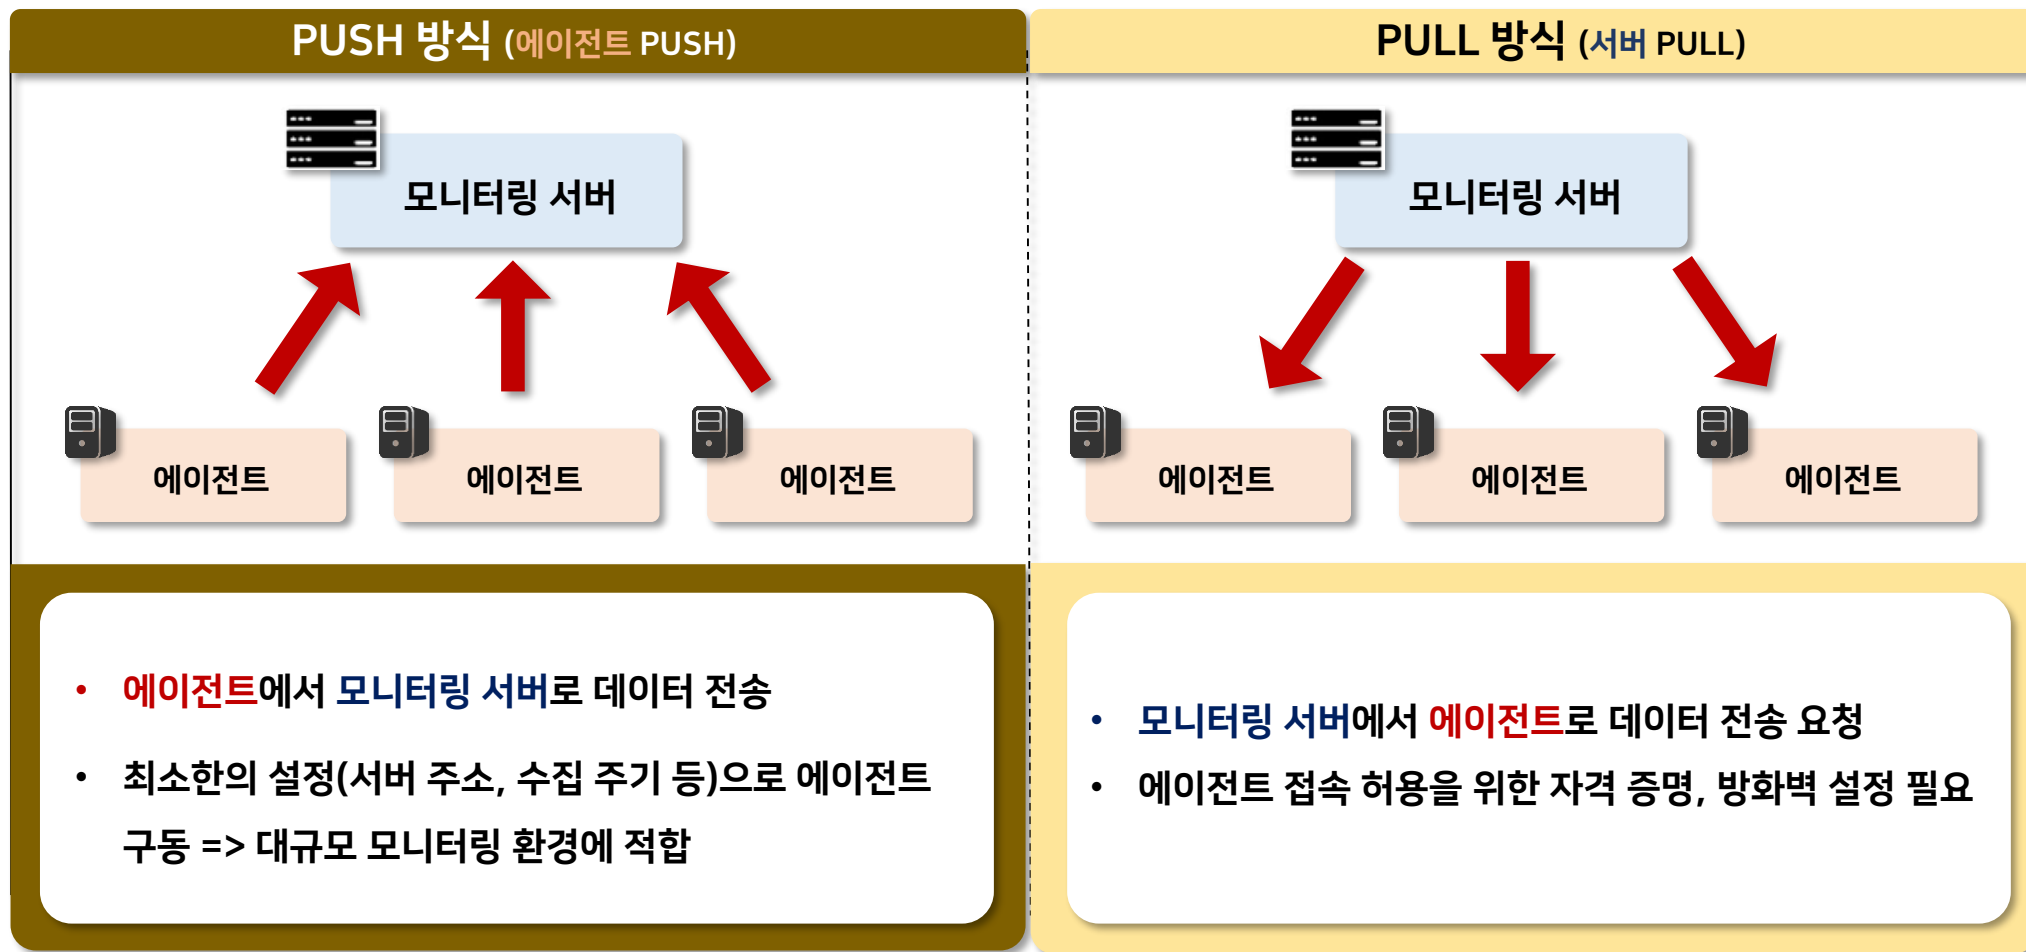 PUSH 방식 (에이전트 PUSH)
모니터링 서버
에이전트
에이전트
에이전트
• 에이전트에서 모니터링 서버로 데이터 전송
• 최소한의 설정(서버 주소, 수집 주기 등)으로 에이전트
구동 => 대규모 모니터링 환경에 적합
PULL 방식 (서버 PULL)
모니터링 서버
에이전트
에이전트
에이전트
• 모니터링 서버에서 에이전트로 데이터 전송 요청
• 에이전트 접속 허용을 위한 자격 증명, 방화벽 설정 필요